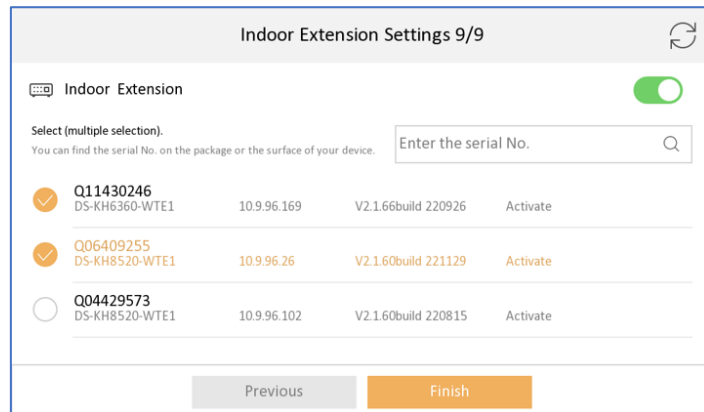 Indoor Extension Settings 9/9
Indoor Extension
Select (multiple selection).
You can find the serial No. on the package or the surface of your device.
Enter the serial No.
Q11430246
DS-KH6360-WTE1 10.9.96.169 V2.1.66build 220926 Activate
Q06409255
DS-KH8520-WTE1 10.9.96.26 V2.1.60build 221129 Activate
Q04429573
DS-KH8520-WTE1 10.9.96.102 V2.1.60build 220815 Activate
Previous Finish